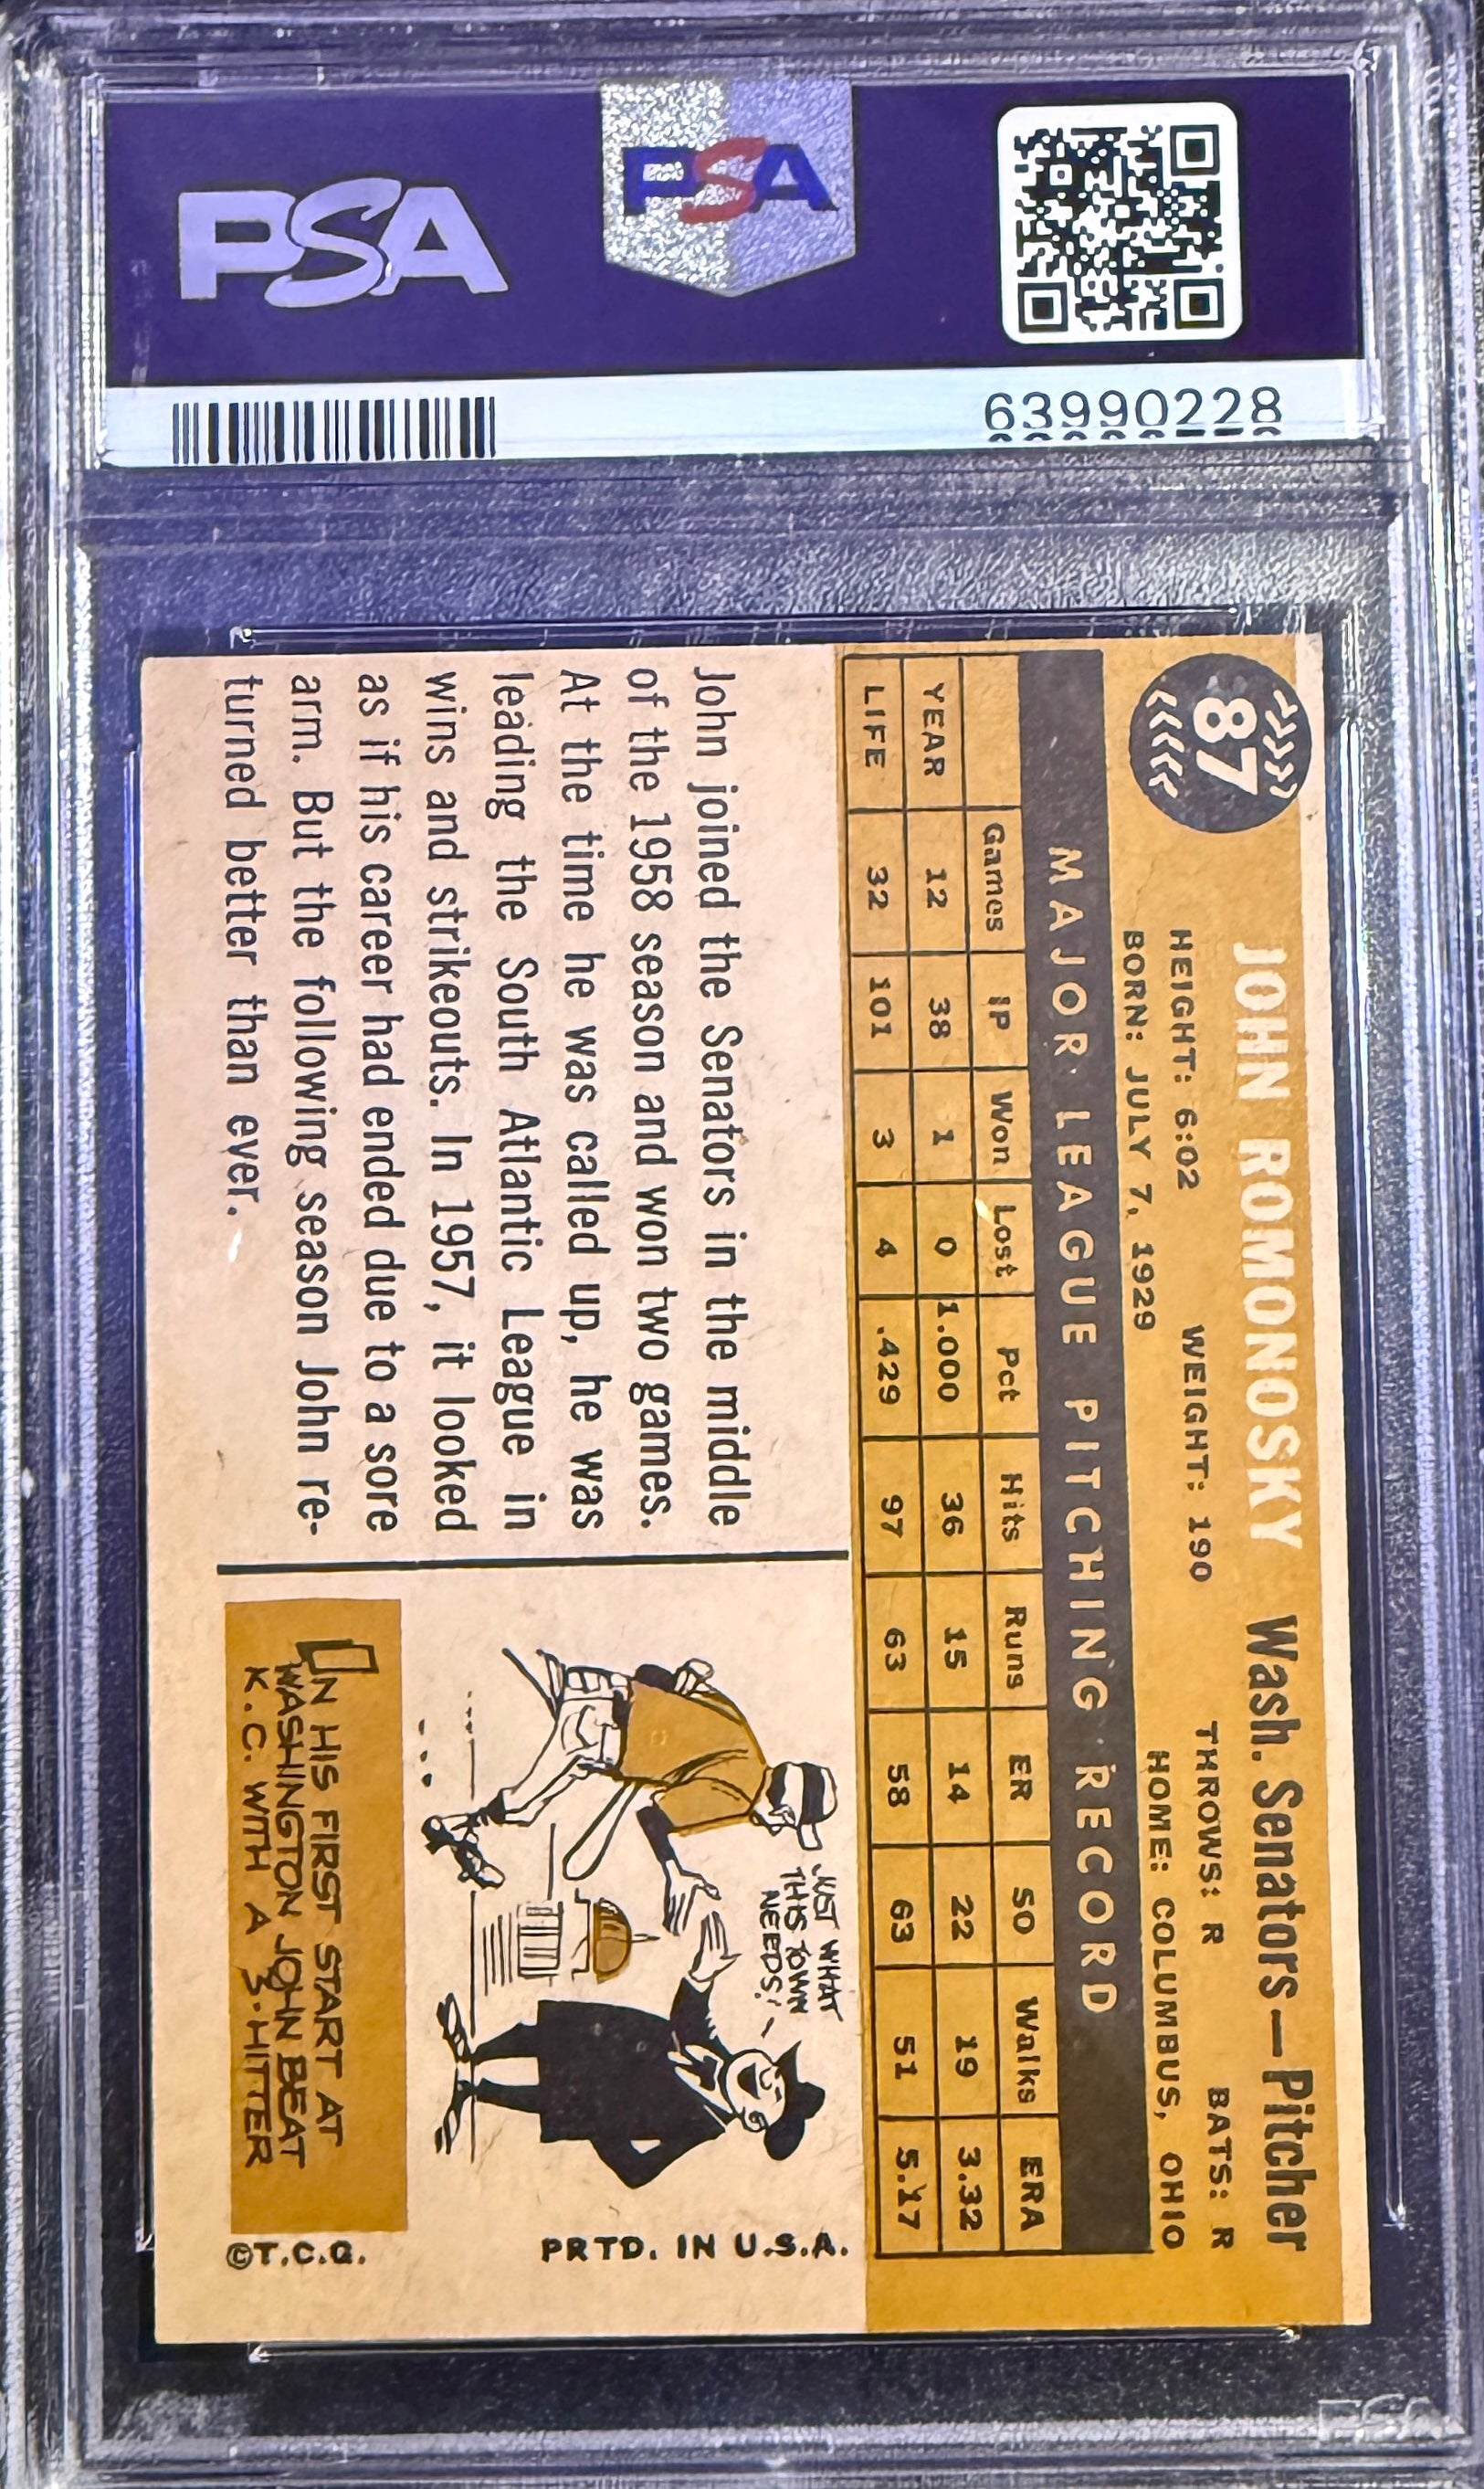 PSA
PSA
63990228
87
JOHN ROMONOSKY Wash. Senators—Pitcher
HEIGHT: 6:02 WEIGHT: 190 THROWS: R BATS: R
BORN: JULY 7, 1929 HOME: COLUMBUS, OHIO
MAJOR LEAGUE PITCHING RECORD
Games IP Won Lost Pct Hits Runs ER SO Walks ERA
YEAR 12 38 1 0 1.000 36 15 14 22 19 3.32
LIFE 32 101 3 4 .429 97 63 58 63 51 5.17
John joined the Senators in the middle
of the 1958 season and won two games.
At the time he was called up, he was
leading the South Atlantic League in
wins and strikeouts. In 1957, it looked
as if his career had ended due to a sore
arm. But the following season John re-
turned better than ever.
JUST WHAT
THIS TOWN
NEEDS!
IN HIS FIRST START AT
WASHINGTON JOHN BEAT
K.C. WITH A 3-HITTER
©T.C.G.
PRTD. IN U.S.A.
PSA